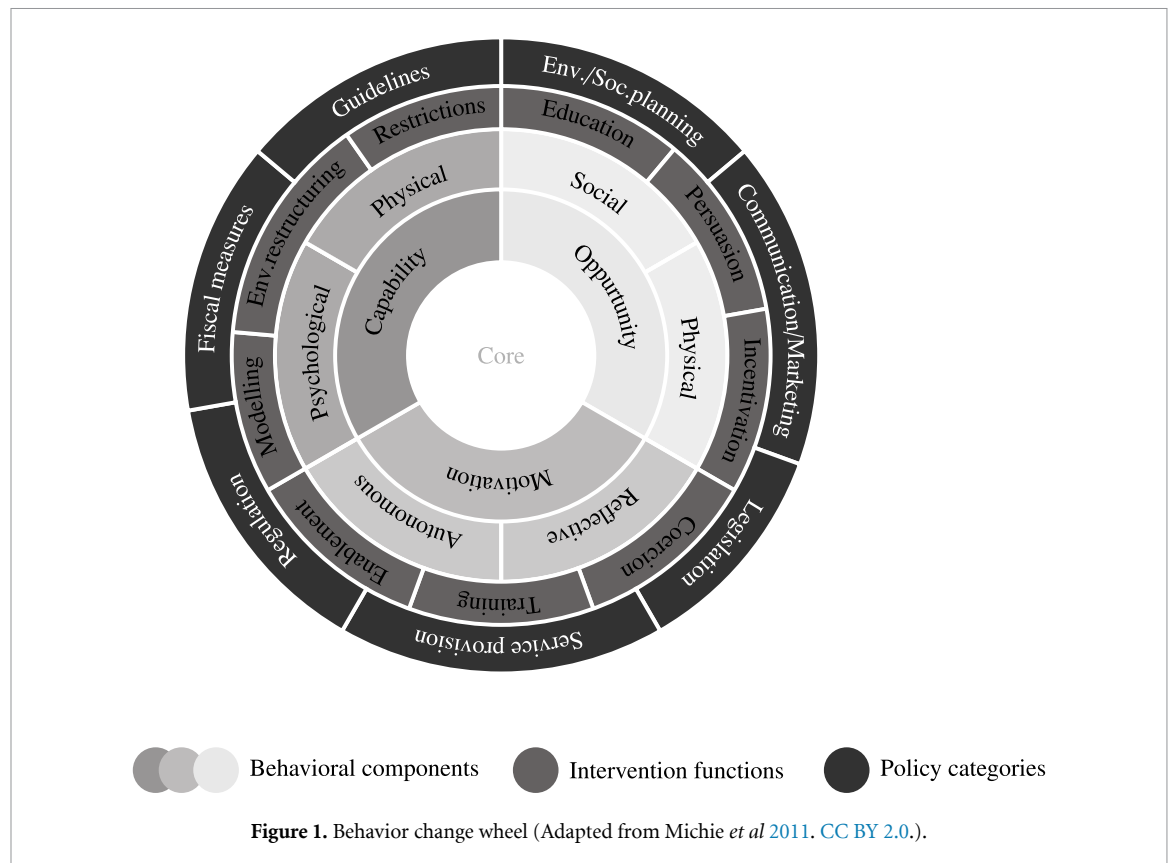 Guidelines
Env./Soc.planning
Communication/Marketing
Legislation
Service provision
Regulation
Fiscal measures
Restrictions
Education
Persuasion
Incentivation
Coercion
Training
Enablement
Modelling
Env.restructuring
Physical
Social
Physical
Reflective
Autonomous
Psychological
Capability
Oppurtunity
Motivation
Core
Behavioral components
Intervention functions
Policy categories
Figure 1. Behavior change wheel (Adapted from Michie et al 2011. CC BY 2.0.).